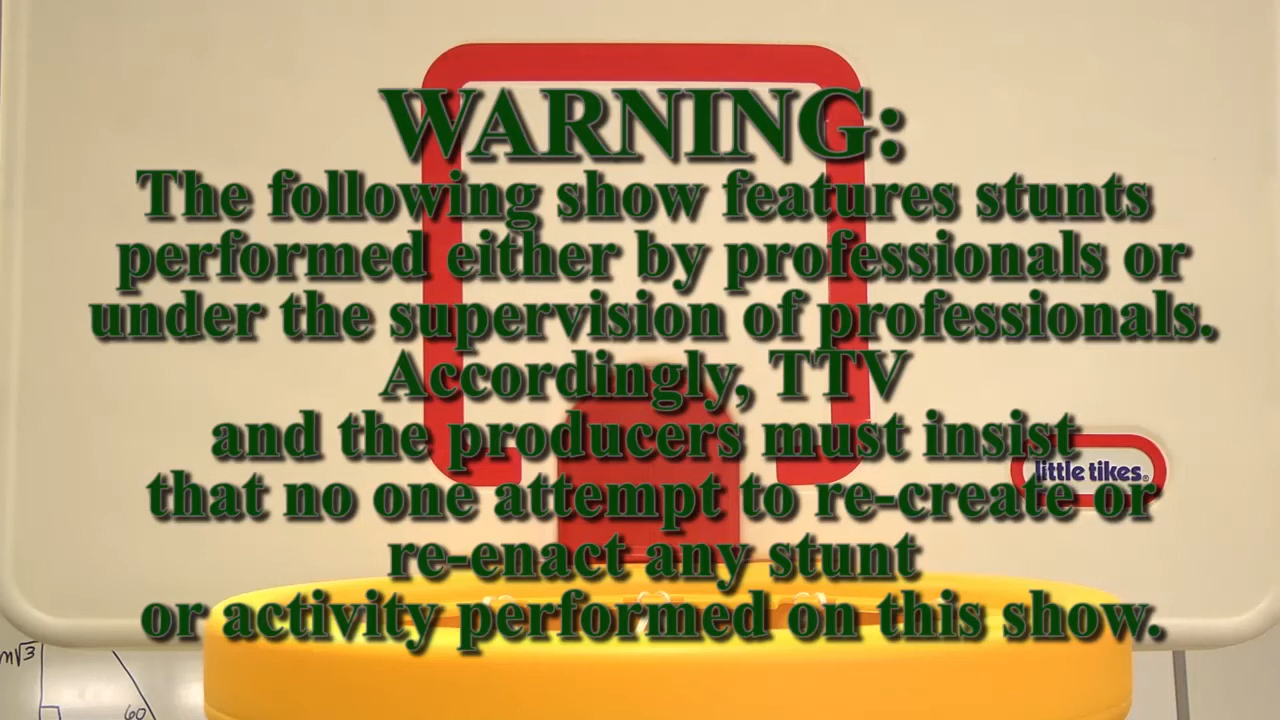 WARNING:
The following show features stunts
performed either by professionals or
under the supervision of professionals.
Accordingly, TTV
and the producers must insist
little tikes®
that no one attempt to re-create or
re-enact any stunt
or activity performed on this show.
m√3
60